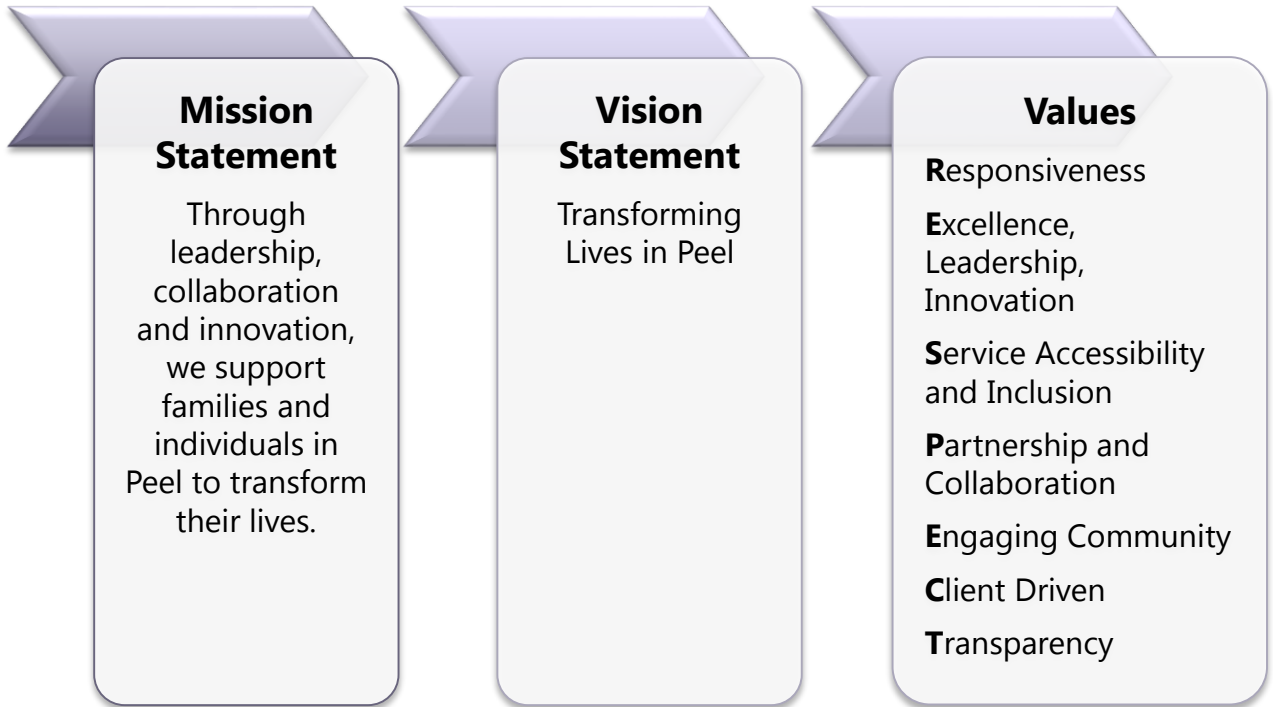 Mission
Statement
Through
leadership,
collaboration
and innovation,
we support
families and
individuals in
Peel to transform
their lives.
Vision
Statement
Transforming
Lives in Peel
Values
Responsiveness
Excellence,
Leadership,
Innovation
Service Accessibility
and Inclusion
Partnership and
Collaboration
Engaging Community
Client Driven
Transparency